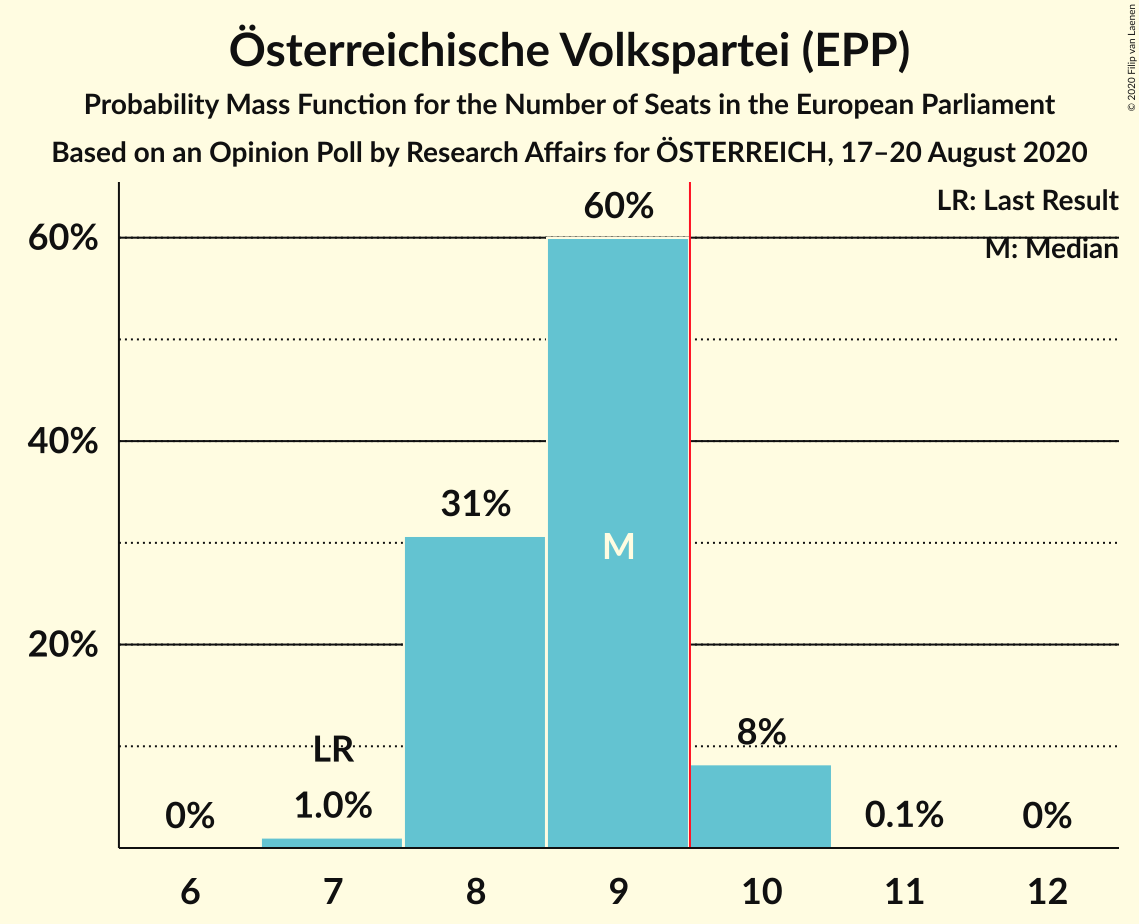 Österreichische Volkspartei (EPP)
Probability Mass Function for the Number of Seats in the European Parliament
Based on an Opinion Poll by Research Affairs for ÖSTERREICH, 17–20 August 2020
© 2020 Filip van Laenen
LR: Last Result
M: Median
60%
40%
20%
0%
LR
1.0%
31%
60%
M
8%
0.1%
0%
6 7 8 9 10 11 12